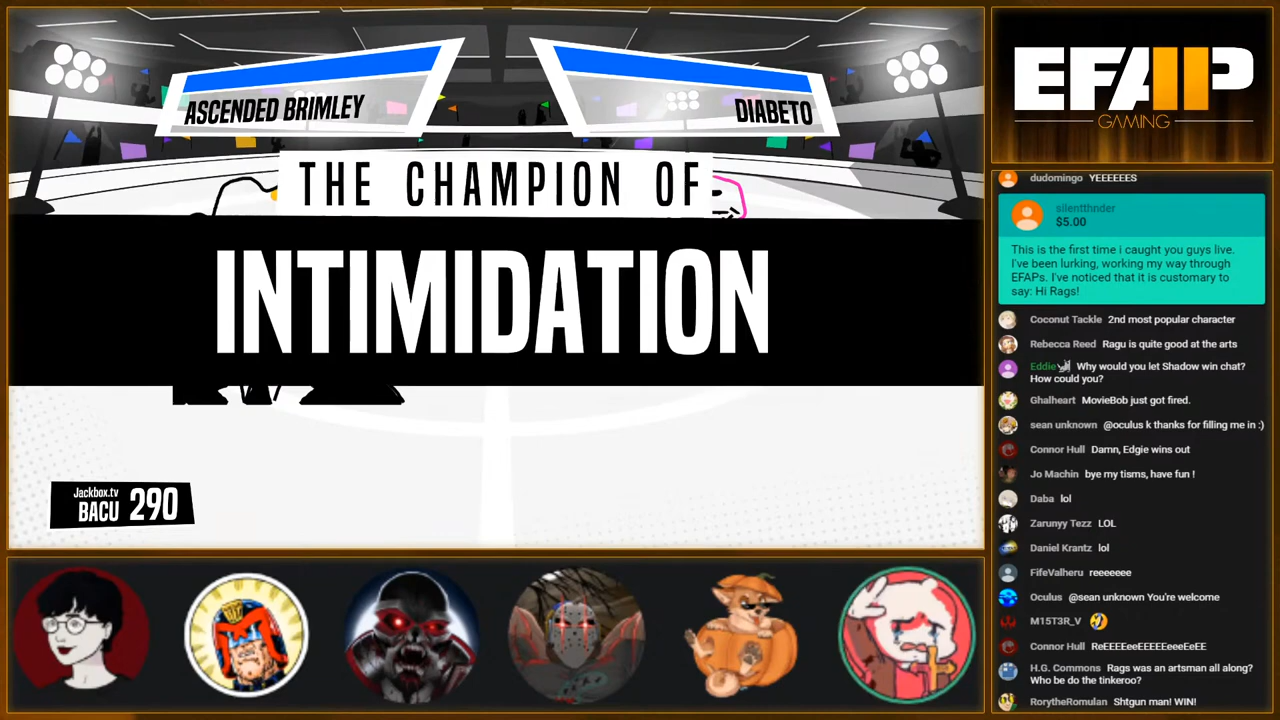 ASCENDED BRIMLEY
DIABETO
THE CHAMPION OF
INTIMIDATION
Jackbox.tv
BACU 290
EFAP
GAMING
dudomingo YEEEEEES
silentthnder
$5.00
This is the first time i caught you guys live.
I've been lurking, working my way through
EFAPs. I've noticed that it is customary to
say: Hi Rags!
Coconut Tackle 2nd most popular character
Rebecca Reed Ragu is quite good at the arts
Eddie Why would you let Shadow win chat?
How could you?
Ghalheart MovieBob just got fired.
sean unknown @oculus k thanks for filling me in :)
Connor Hull Damn, Edgie wins out
Jo Machin bye my tisms, have fun !
Daba lol
Zarunyy Tezz LOL
Daniel Krantz lol
FifeValheru reeeeeee
Oculus @sean unknown You're welcome
M15T3R_V
Connor Hull ReEEEEeeEEEEEeeeEeEE
H.G. Commons Rags was an artsman all along?
Who be do the tinkeroo?
RorytheRomulan Shtgun man! WIN!